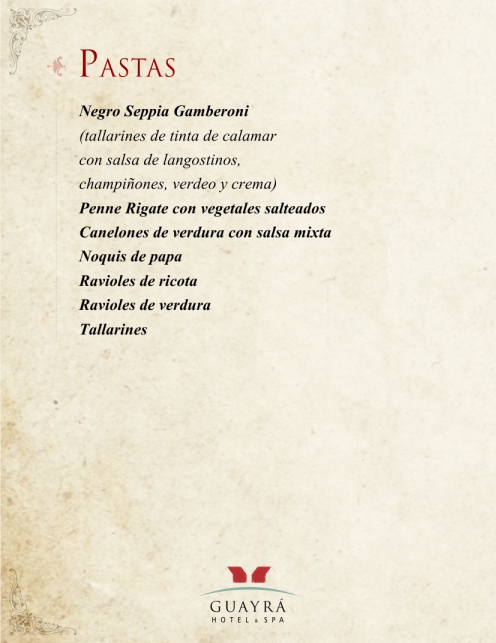 PASTAS
Negro Seppia Gamberoni
(tallarines de tinta de calamar
con salsa de langostinos,
champiñones, verdeo y crema)
Penne Rigate con vegetales salteados
Canelones de verdura con salsa mixta
Noquis de papa
Ravioles de ricota
Ravioles de verdura
Tallarines
GUAYRÁ
HOTEL & SPA